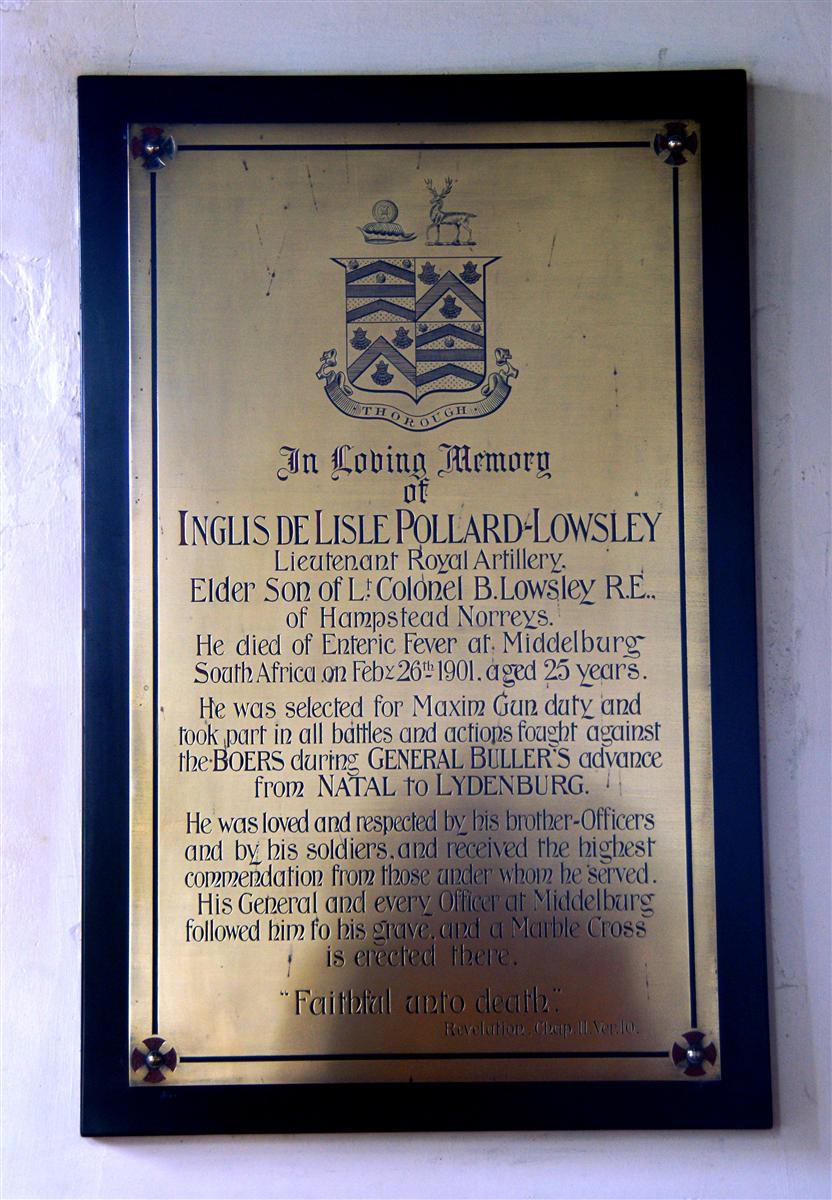 THOROUGH
In Loving Memory
of
INGLIS DE LISLE POLLARD-LOWSLEY
Lieutenant Royal Artillery.
Elder Son of Lt. Colonel B. Lowsley R.E.,
of Hampstead Norreys.
He died of Enteric Fever at Middelburg
South Africa on Feby 26th 1901. aged 25 years.
He was selected for Maxim Gun duty and
took part in all battles and actions fought against
the BOERS during GENERAL BULLER'S advance
from NATAL to LYDENBURG.
He was loved and respected by his brother-Officers
and by his soldiers, and received the highest
commendation from those under whom he served.
His General and every Officer at Middelburg
followed him to his grave, and a Marble Cross
is erected there.
"Faithful unto death".
Revelation. Chap. II. Ver. 10.